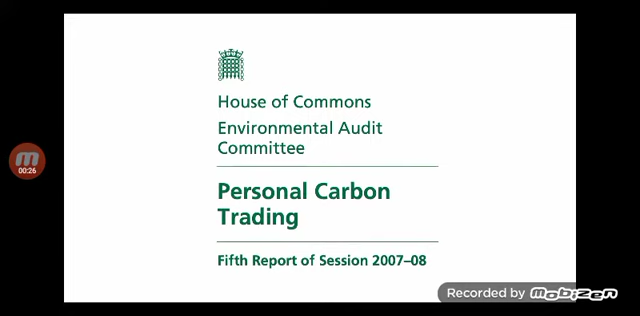 House of Commons
Environmental Audit
Committee
Personal Carbon
Trading
Fifth Report of Session 2007–08
00:26
Recorded by mobizen